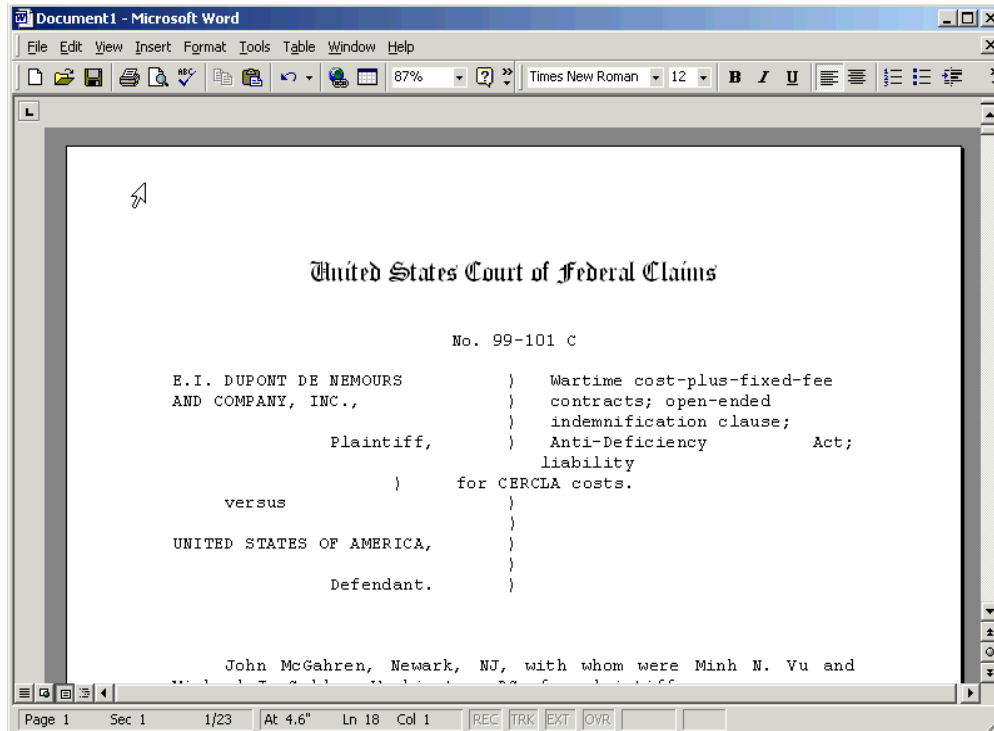 Document1 - Microsoft Word
File Edit View Insert Format Tools Table Window Help
ABC 87% Times New Roman 12 B I U
L
United States Court of Federal Claims
No. 99-101 C
E.I. DUPONT DE NEMOURS ) Wartime cost-plus-fixed-fee
AND COMPANY, INC., ) contracts; open-ended
) indemnification clause;
Plaintiff, ) Anti-Deficiency Act;
liability
) for CERCLA costs.
versus )
)
UNITED STATES OF AMERICA, )
)
Defendant. )
John McGahren, Newark, NJ, with whom were Minh N. Vu and
Page 1 Sec 1 1/23 At 4.6" Ln 18 Col 1 REC TRK EXT OVR